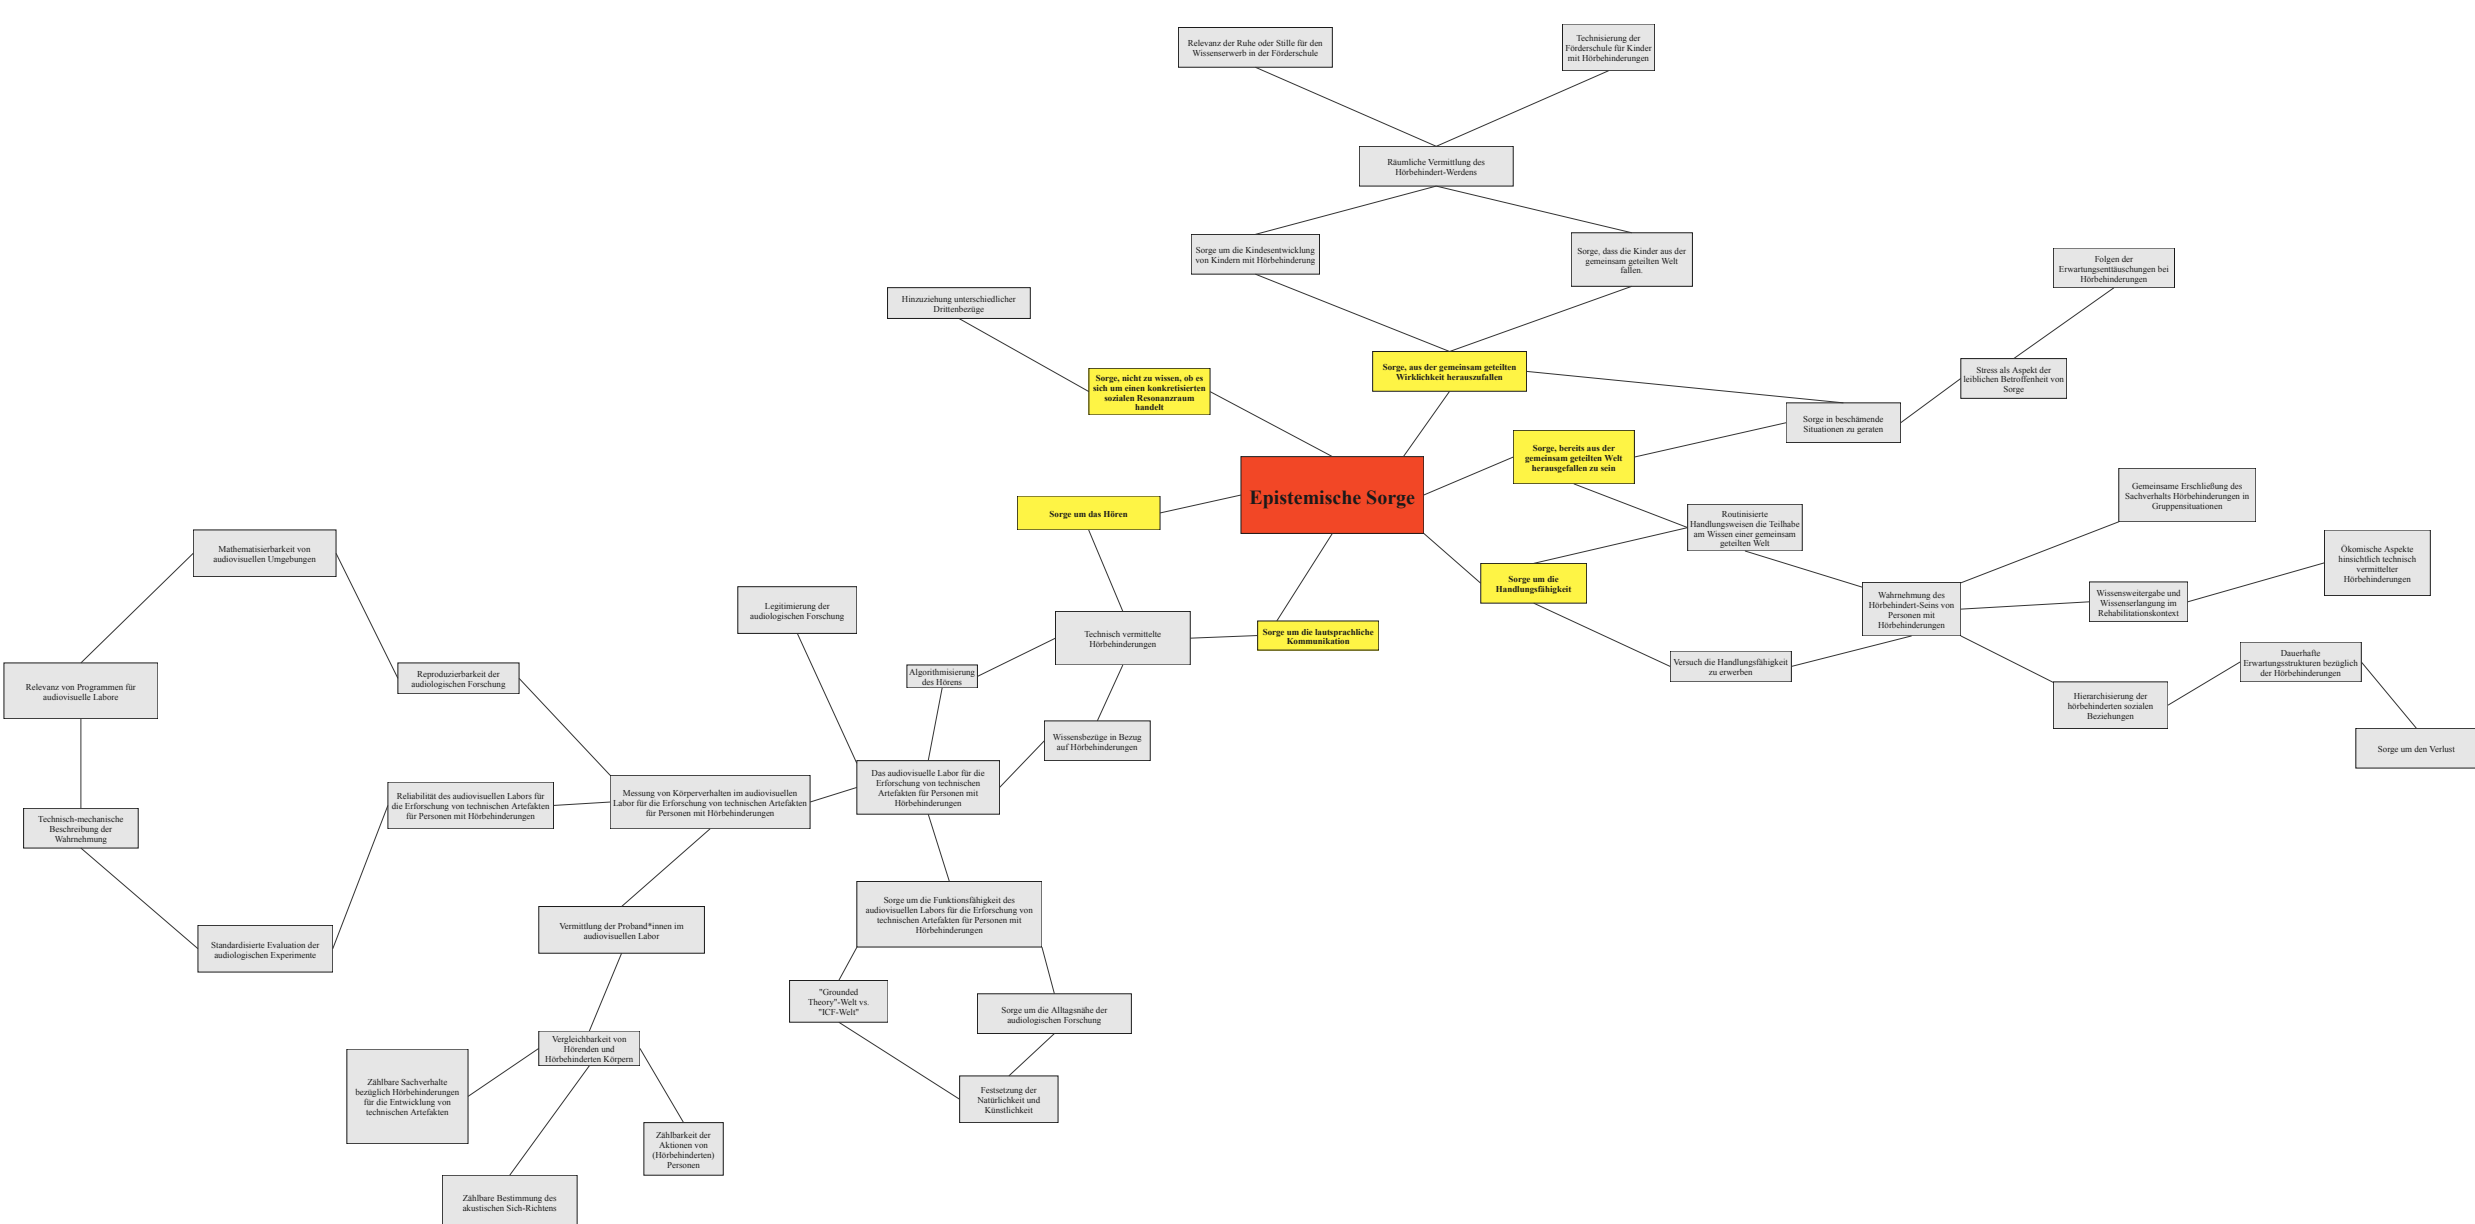 Relevanz der Ruhe oder Stille für den
Wissenserwerb in der Förderschule
Technisierung der
Förderschule für Kinder
mit Hörbehinderungen
Räumliche Vermittlung des
Hörbehindert-Werdens
Sorge um die Kindesentwicklung
von Kindern mit Hörbehinderung
Sorge, dass die Kinder aus der
gemeinsam geteilten Welt
fallen.
Folgen der
Erwartungsenttäuschungen bei
Hörbehinderungen
Hinzuziehung unterschiedlicher
Drittenbezüge
Sorge, nicht zu wissen, ob es
sich um einen konkretisierten
sozialen Resonanzraum
handelt
Sorge, aus der gemeinsam geteilten
Wirklichkeit herauszufallen
Stress als Aspekt der
leiblichen Betroffenheit von
Sorge
Sorge in beschämende
Situationen zu geraten
Sorge, bereits aus der
gemeinsam geteilten Welt
herausgefallen zu sein
Epistemische Sorge
Sorge um das Hören
Gemeinsame Erschließung des
Sachverhalts Hörbehinderungen in
Gruppensituationen
Routinisierte
Handlungsweisen die Teilhabe
am Wissen einer gemeinsam
geteilten Welt
Ökomische Aspekte
hinsichtlich technisch
vermittelter
Hörbehinderungen
Mathematisierbarkeit von
audiovisuellen Umgebungen
Sorge um die
Handlungsfähigkeit
Wahrnehmung des
Hörbehindert-Seins von
Personen mit
Hörbehinderungen
Wissensweitergabe und
Wissenserlangung im
Rehabilitationskontext
Legitimierung der
audiologischen Forschung
Technisch vermittelte
Hörbehinderungen
Sorge um die lautsprachliche
Kommunikation
Versuch die Handlungsfähigkeit
zu erwerben
Dauerhafte
Erwartungsstrukturen bezüglich
der Hörbehinderungen
Relevanz von Programmen für
audiovisuelle Labore
Reproduzierbarkeit der
audiologischen Forschung
Algorithmisierung
des Hörens
Hierarchisierung der
hörbehinderten sozialen
Beziehungen
Wissensbezüge in Bezug
auf Hörbehinderungen
Sorge um den Verlust
Das audiovisuelle Labor für die
Erforschung von technischen
Artefakten für Personen mit
Hörbehinderungen
Messung von Körperverhalten im audiovisuellen
Labor für die Erforschung von technischen Artefakten
für Personen mit Hörbehinderungen
Reliabilität des audiovisuellen Labors für
die Erforschung von technischen Artefakten
für Personen mit Hörbehinderungen
Technisch-mechanische
Beschreibung der
Wahrnehmung
Sorge um die Funktionsfähigkeit des
audiovisuellen Labors für die Erforschung von
technischen Artefakten für Personen mit
Hörbehinderungen
Vermittlung der Proband*innen im
audiovisuellen Labor
Standardisierte Evaluation der
audiologischen Experimente
"Grounded
Theory"-Welt vs.
"ICF-Welt"
Sorge um die Alltagsnähe der
audiologischen Forschung
Vergleichbarkeit von
Hörenden und
Hörbehinderten Körpern
Zählbare Sachverhalte
bezüglich Hörbehinderungen
für die Entwicklung von
technischen Artefakten
Festsetzung der
Natürlichkeit und
Künstlichkeit
Zählbarkeit der
Aktionen von
(Hörbehinderten)
Personen
Zählbare Bestimmung des
akustischen Sich-Richtens